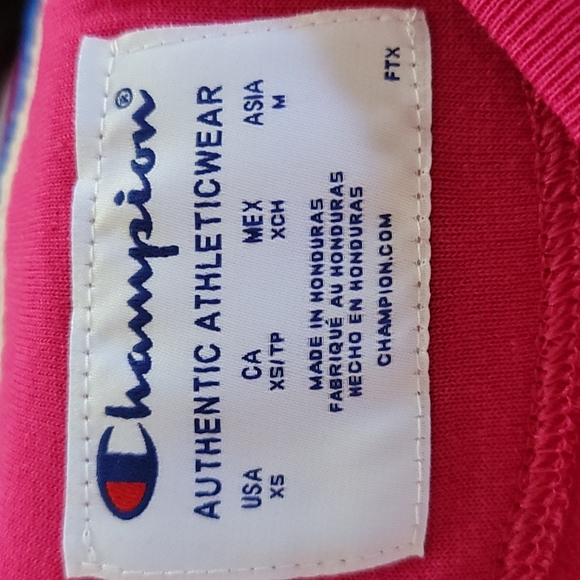 Champion®
AUTHENTIC ATHLETICWEAR
USA CA MEX ASIA
XS XS/TP XCH M
MADE IN HONDURAS
FABRIQUÉ AU HONDURAS
HECHO EN HONDURAS
CHAMPION.COM
FTX